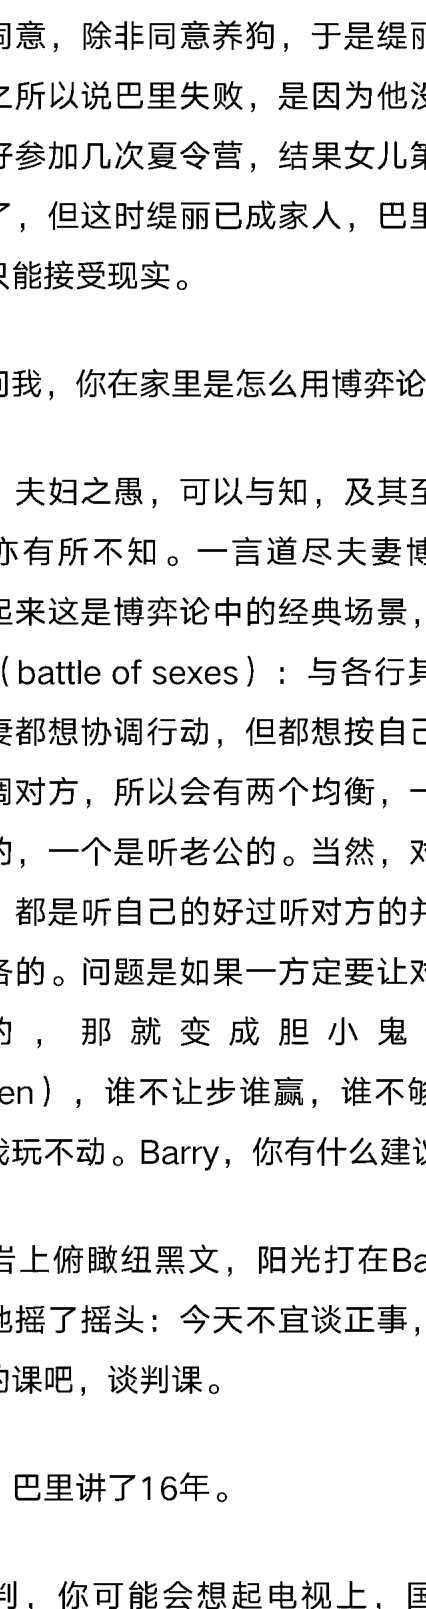 意，除非同意养狗，于是缇
所以说巴里失败，是因为他没
参加几次夏令营，结果女儿第
，但这时缇丽已成家人，巴里
只能接受现实。
问我，你在家里是怎么用博弈论
夫妇之愚，可以与知，及其至
亦有所不知。一言道尽夫妻博
起来这是博弈论中的经典场景，
（battle of sexes）：与各行其
妻都想协调行动，但都想按自己
调对方，所以会有两个均衡，一
的，一个是听老公的。当然，对
都是听自己的好过听对方的并
各的。问题是如果一方定要让对
的，那就变成胆小鬼
en），谁不让步谁赢，谁不够
我玩不动。Barry，你有什么建议
岩上俯瞰纽黑文，阳光打在Ba
他摇了摇头：今天不宜谈正事，
的课吧，谈判课。
巴里讲了16年。
判，你可能会想起电视上，国